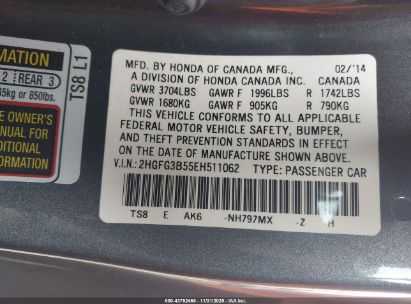 MATION
2 REAR 3
85KG or 850lbs.
E OWNER'S
ANUAL FOR
DDITIONAL
ORMATION
TS8 L1
MFD. BY HONDA OF CANADA MFG., 02/'14
A DIVISION OF HONDA CANADA INC. CANADA
GVWR 3704LBS GAWR F 1996LBS R 1742LBS
GVWR 1680KG GAWR F 905KG R 790KG
THIS VEHICLE CONFORMS TO ALL APPLICABLE
FEDERAL MOTOR VEHICLE SAFETY, BUMPER,
AND THEFT PREVENTION STANDARDS IN EFFECT
ON THE DATE OF MANUFACTURE SHOWN ABOVE.
V.I.N.: 2HGFG3B55EH511062 TYPE: PASSENGER CAR
TS8 E AK6 -NH797MX -Z H